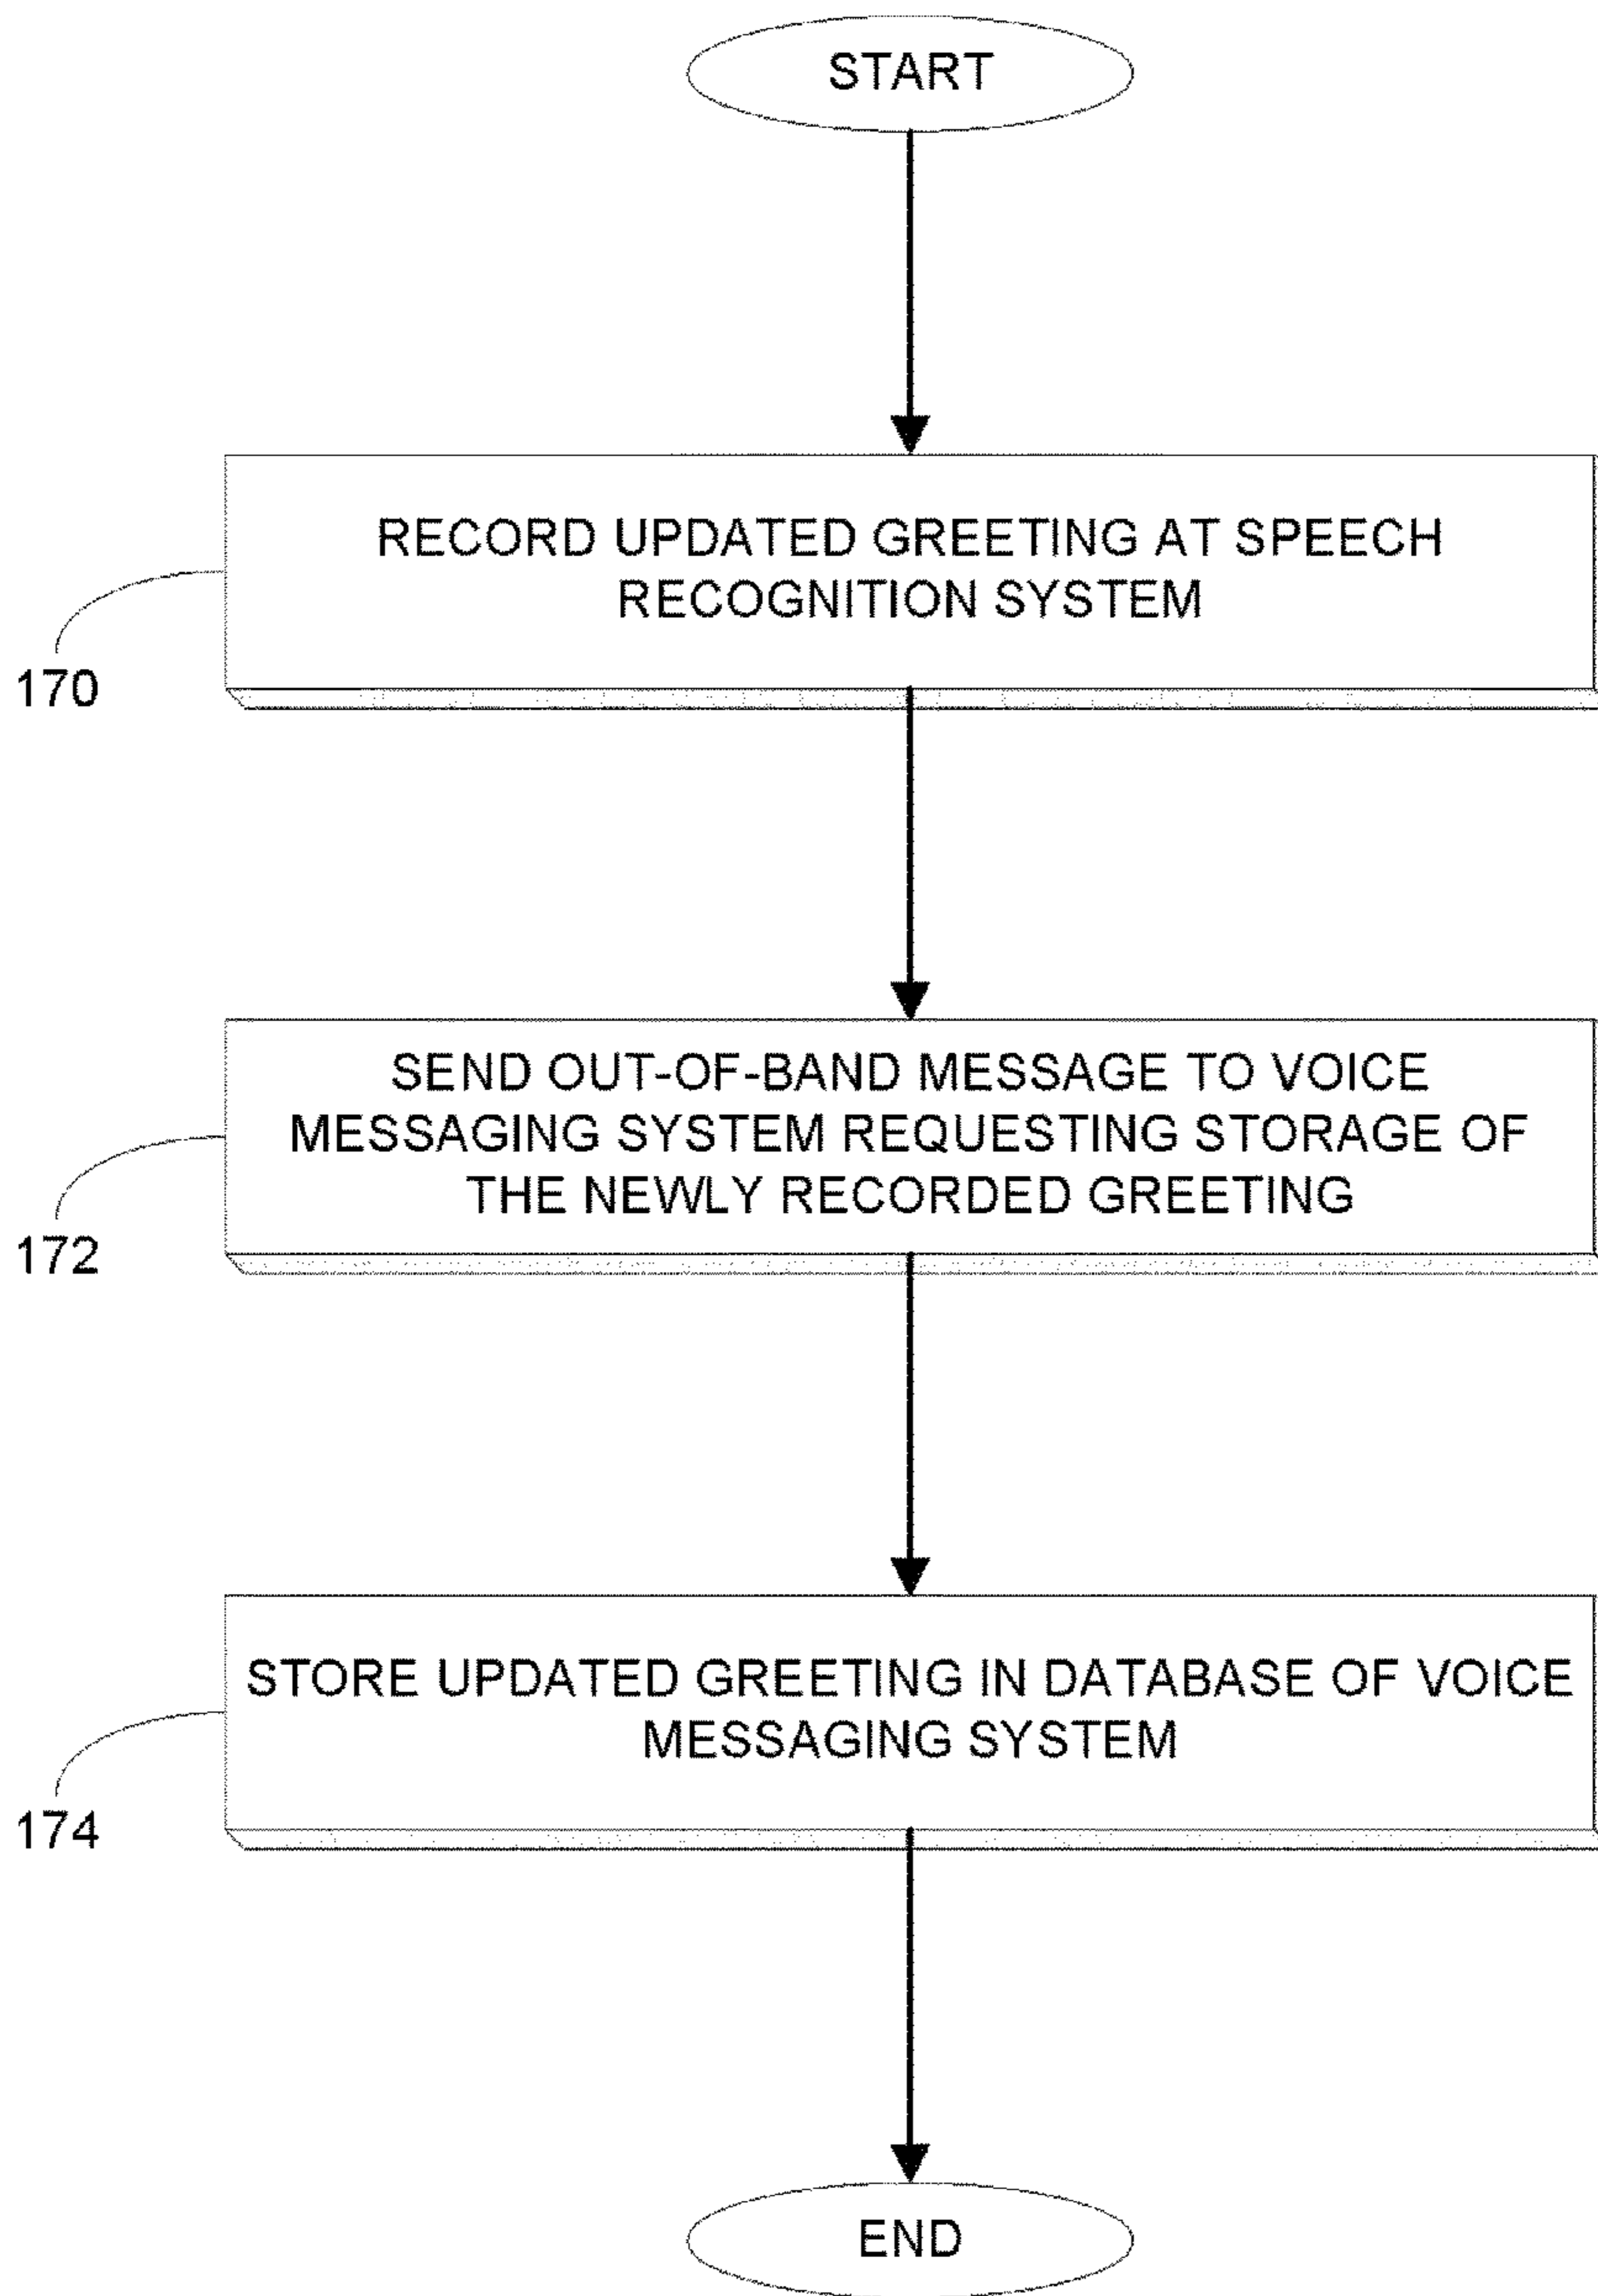 START
RECORD UPDATED GREETING AT SPEECH
RECOGNITION SYSTEM
170
SEND OUT-OF-BAND MESSAGE TO VOICE
MESSAGING SYSTEM REQUESTING STORAGE OF
THE NEWLY RECORDED GREETING
172
STORE UPDATED GREETING IN DATABASE OF VOICE
MESSAGING SYSTEM
174
END